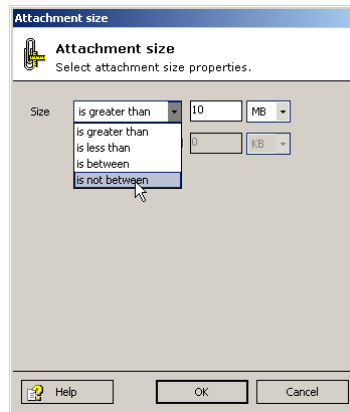 Attachment size
Attachment size
Select attachment size properties.
Size is greater than 10 MB
is greater than
is less than 0 KB
is between
is not between
Help OK Cancel